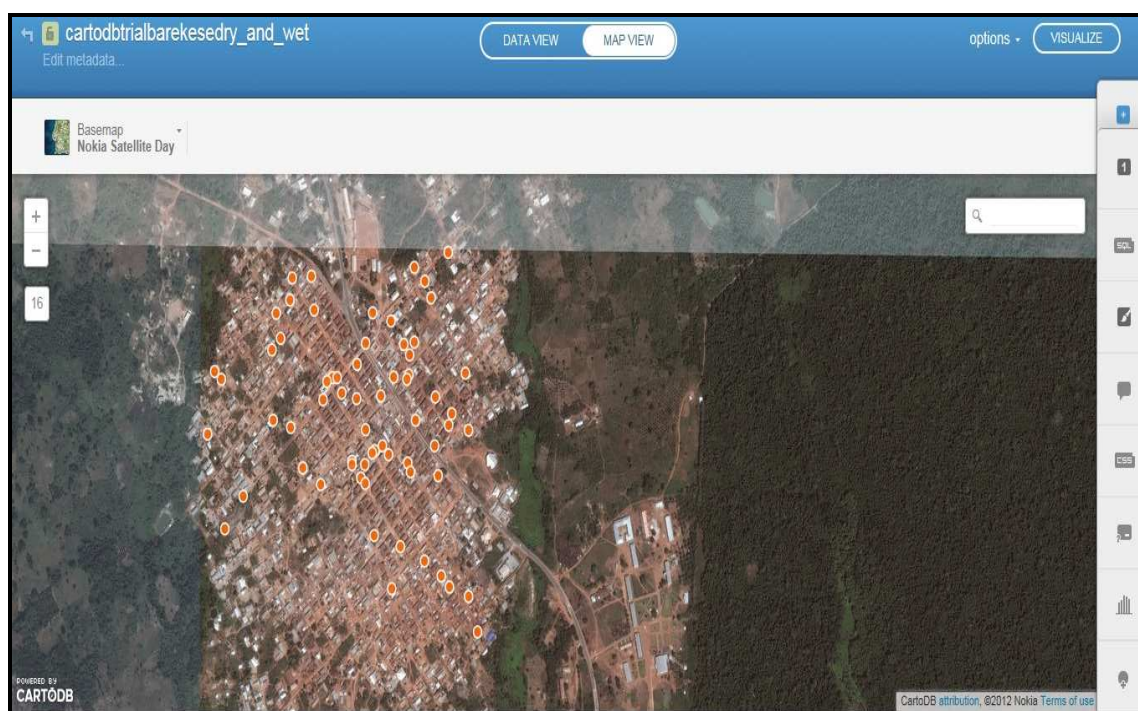 cartodbtrialbarekesedry_and_wet
Edit metadata...
DATA VIEW
MAP VIEW
options
VISUALIZE
Basemap
Nokia Satellite Day
+
1
SQL
+
−
16
CSS
POWERED BY
CARTODB
CartoDB attribution, ©2012 Nokia Terms of use